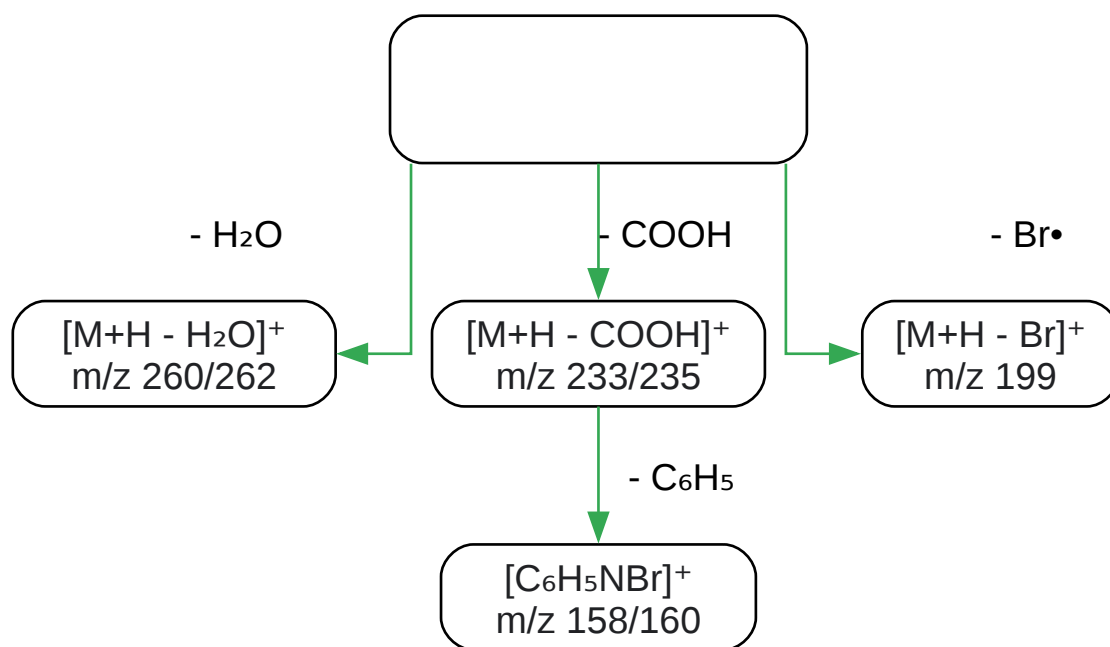 - H₂O
- COOH
- Br•
[M+H - H₂O]⁺
m/z 260/262
[M+H - COOH]⁺
m/z 233/235
[M+H - Br]⁺
m/z 199
- C₆H₅
[C₆H₅NBr]⁺
m/z 158/160